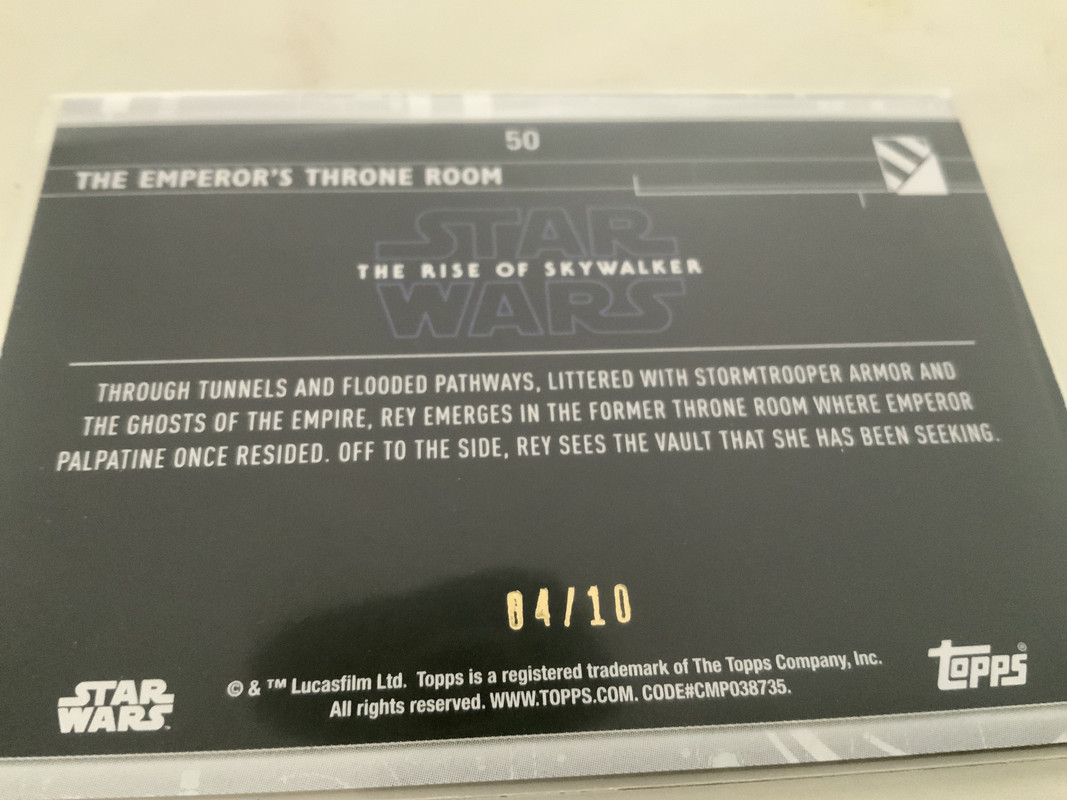 50
THE EMPEROR'S THRONE ROOM
STAR
THE RISE OF SKYWALKER
WARS
THROUGH TUNNELS AND FLOODED PATHWAYS, LITTERED WITH STORMTROOPER ARMOR AND
THE GHOSTS OF THE EMPIRE, REY EMERGES IN THE FORMER THRONE ROOM WHERE EMPEROR
PALPATINE ONCE RESIDED. OFF TO THE SIDE, REY SEES THE VAULT THAT SHE HAS BEEN SEEKING.
04/10
© & ™ Lucasfilm Ltd. Topps is a registered trademark of The Topps Company, Inc.
All rights reserved. WWW.TOPPS.COM. CODE#CMP038735.
STAR
WARS
topps®